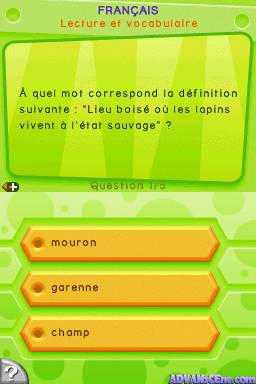 FRANÇAIS
Lecture et vocabulaire
À quel mot correspond la définition
suivante : "Lieu boisé où les lapins
vivent à l'état sauvage" ?
Question 1/5
mouron
garenne
champ
?
ADVANSCENE.com